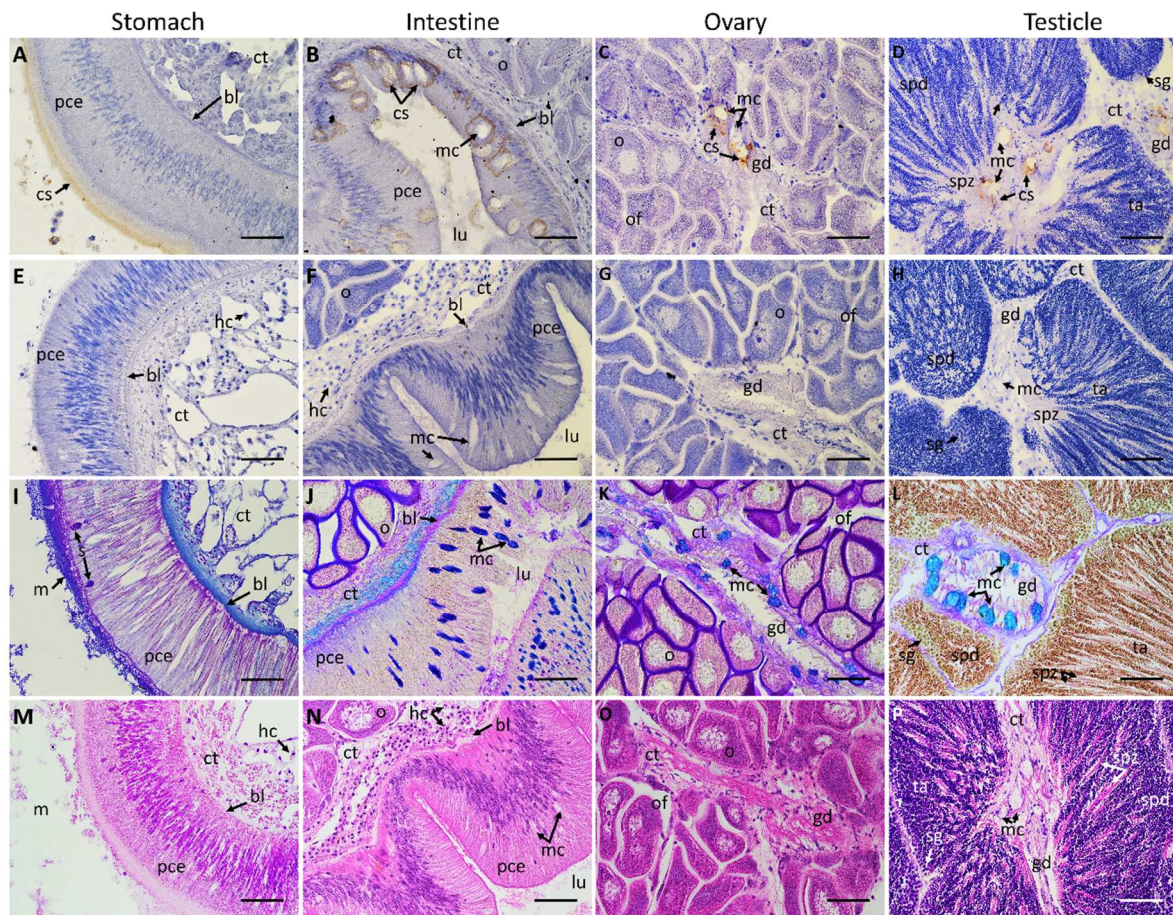 Stomach Intestine Ovary Testicle
A ct bl pce cs
B ct o cs bl mc pce lu
C mc o cs gd of ct
D spd sg ct gd mc spz cs ta
E hc pce bl ct
F o ct bl pce hc mc lu
G o of gd ct
H ct gd spd mc ta spz sg
I ct s m bl pce
J bl o mc ct lu pce
K ct of mc gd o
L ct mc gd sg spd ta spz
M hc ct bl m pce
N o hc bl ct mc pce lu
O ct o of gd
P ct spz ta spd mc sg gd